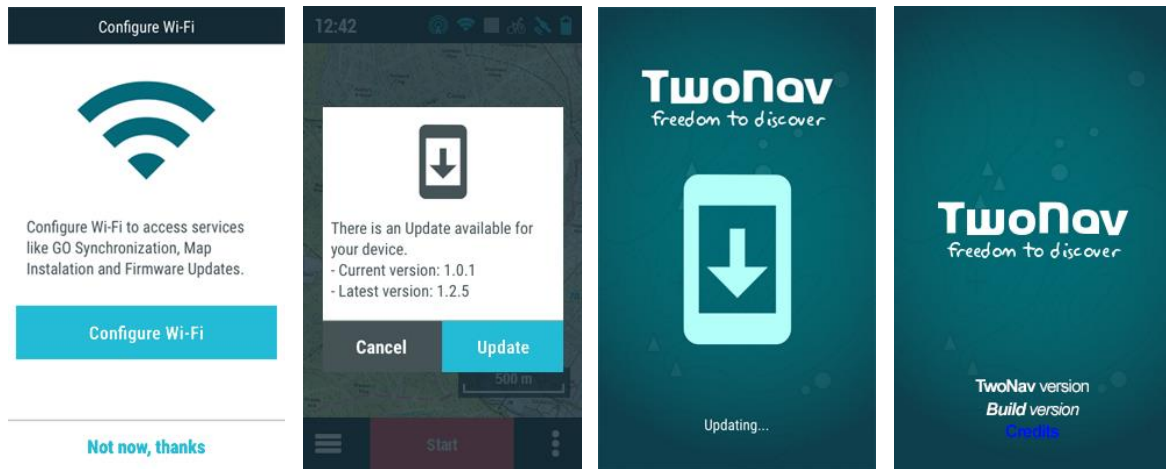 Configure Wi-Fi
Configure Wi-Fi to access services
like GO Synchronization, Map
Instalation and Firmware Updates.
Configure Wi-Fi
Not now, thanks
12:42
There is an Update available for
your device.
- Current version: 1.0.1
- Latest version: 1.2.5
Cancel
Update
500 m
Start
TwoNav
freedom to discover
Updating...
TwoNav
freedom to discover
TwoNav version
Build version
Credits